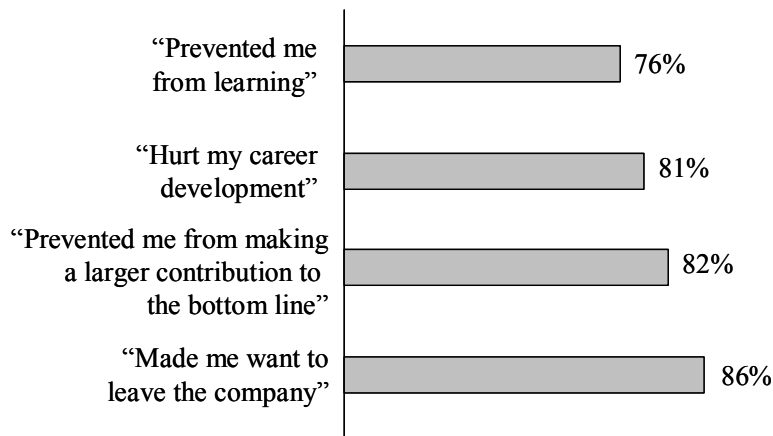 “Prevented me
from learning”
76%
“Hurt my career
development”
81%
“Prevented me from making
a larger contribution to
the bottom line”
82%
“Made me want to
leave the company”
86%